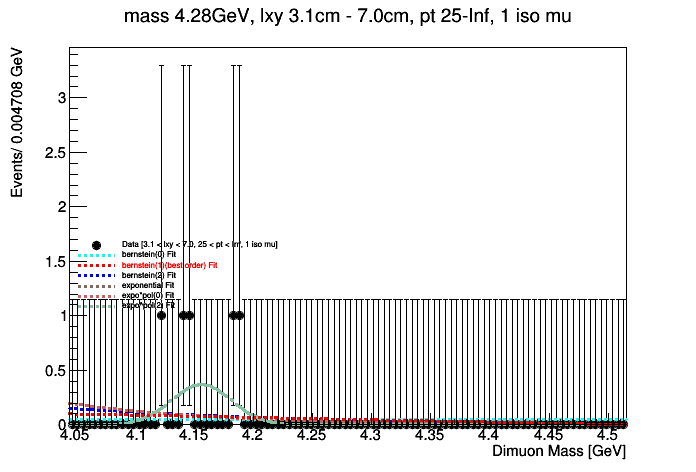 mass 4.28GeV, lxy 3.1cm - 7.0cm, pt 25-Inf, 1 iso mu
Events/ 0.004708 GeV
3
2.5
2
1.5
1
0.5
0
Data [3.1 < lxy < 7.0, 25 < pt < Inf, 1 iso mu]
bernstein(0) Fit
bernstein(1)(best order) Fit
bernstein(2) Fit
exponential Fit
expo*pol(0) Fit
expo*pol(2) Fit
4.05 4.1 4.15 4.2 4.25 4.3 4.35 4.4 4.45 4.5
Dimuon Mass [GeV]